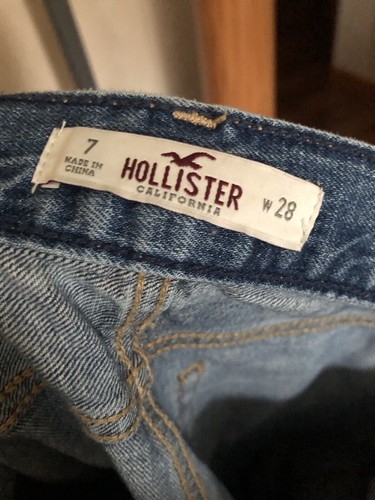 7
MADE IN
CHINA
HOLLISTER
CALIFORNIA
W 28